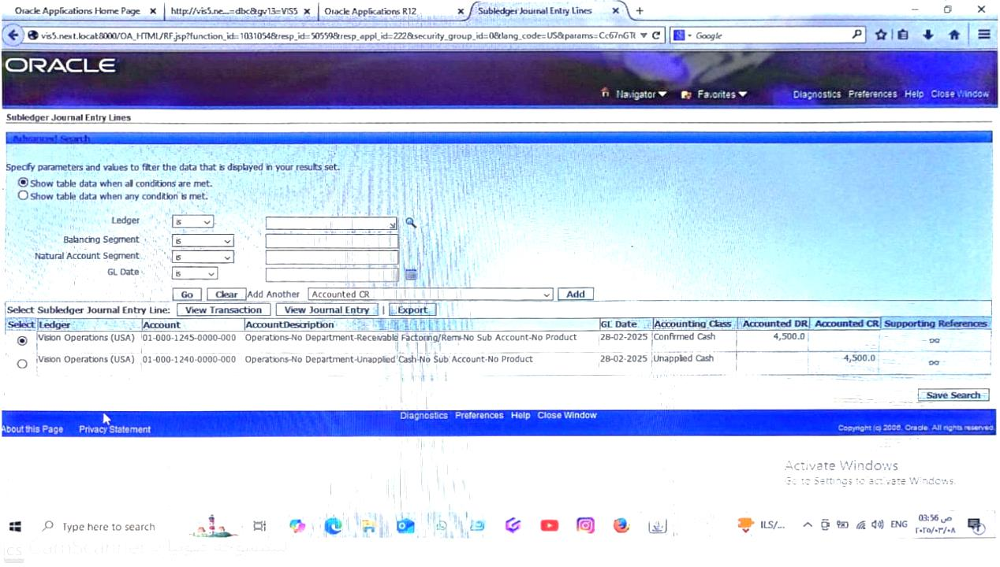 Oracle Applications Home Page × http://vis5.ne...=dbc&gv13=VIS5 × Oracle Applications R12 × Subledger Journal Entry Lines × +
vis5.next.local:8000/OA_HTML/RF.jsp?function_id=1031054&resp_id=50559&resp_appl_id=222&security_group_id=0&lang_code=US&params=Cc67nGTt Google
ORACLE
Navigator Favorites Diagnostics Preferences Help Close Window
Subledger Journal Entry Lines
Advanced Search
Specify parameters and values to filter the data that is displayed in your results set.
Show table data when all conditions are met.
Show table data when any condition is met.
Ledger is
Balancing Segment is
Natural Account Segment is
GL Date is
Go Clear Add Another Accounted CR Add
Select Subledger Journal Entry Line: View Transaction View Journal Entry | Export
Select Ledger Account AccountDescription GL Date Accounting Class Accounted DR Accounted CR Supporting References
Vision Operations (USA) 01-000-1245-0000-000 Operations-No Department-Receivable Factoring/Remi-No Sub Account-No Product 28-02-2025 Confirmed Cash 4,500.0
Vision Operations (USA) 01-000-1240-0000-000 Operations-No Department-Unapplied Cash-No Sub Account-No Product 28-02-2025 Unapplied Cash 4,500.0
Save Search
Diagnostics Preferences Help Close Window
About this Page Privacy Statement Copyright (c) 2006, Oracle. All rights reserved.
Activate Windows
Go to Settings to activate Windows.
Type here to search ILS/... ENG 03:56 ص
٢٠٢٥/٠٣/٠٨